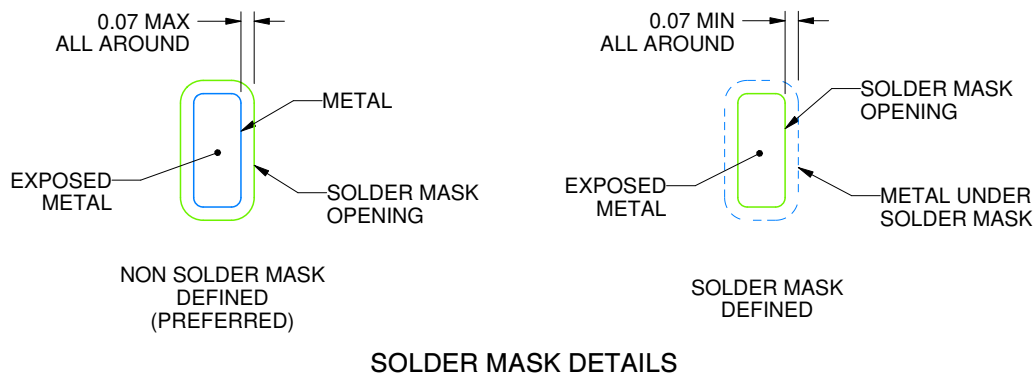 0.07 MAX
ALL AROUND
METAL
EXPOSED
METAL
SOLDER MASK
OPENING
NON SOLDER MASK
DEFINED
(PREFERRED)
0.07 MIN
ALL AROUND
SOLDER MASK
OPENING
EXPOSED
METAL
METAL UNDER
SOLDER MASK
SOLDER MASK
DEFINED
SOLDER MASK DETAILS